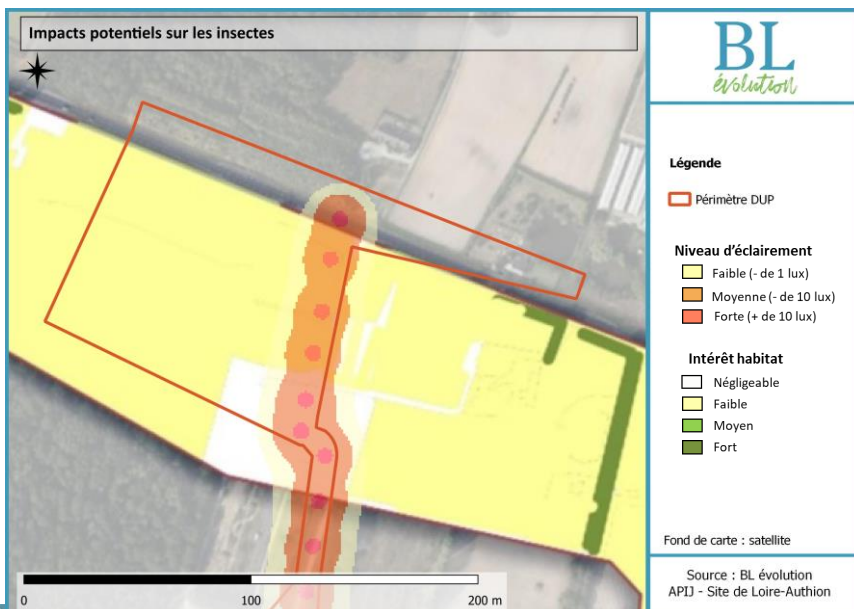 Impacts potentiels sur les insectes
BL
évolution
Légende
Périmètre DUP
Niveau d'éclairement
Faible (- de 1 lux)
Moyenne (- de 10 lux)
Forte (+ de 10 lux)
Intérêt habitat
Négligeable
Faible
Moyen
Fort
Fond de carte : satellite
Source : BL évolution
APIJ - Site de Loire-Authion
0 100 200 m